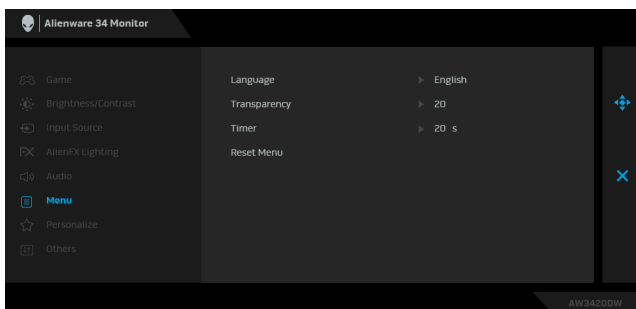 Alienware 34 Monitor
Game
Brightness/Contrast
Input Source
AlienFX Lighting
Audio
Menu
Personalize
Others
Language English
Transparency 20
Timer 20 s
Reset Menu
AW3420DW